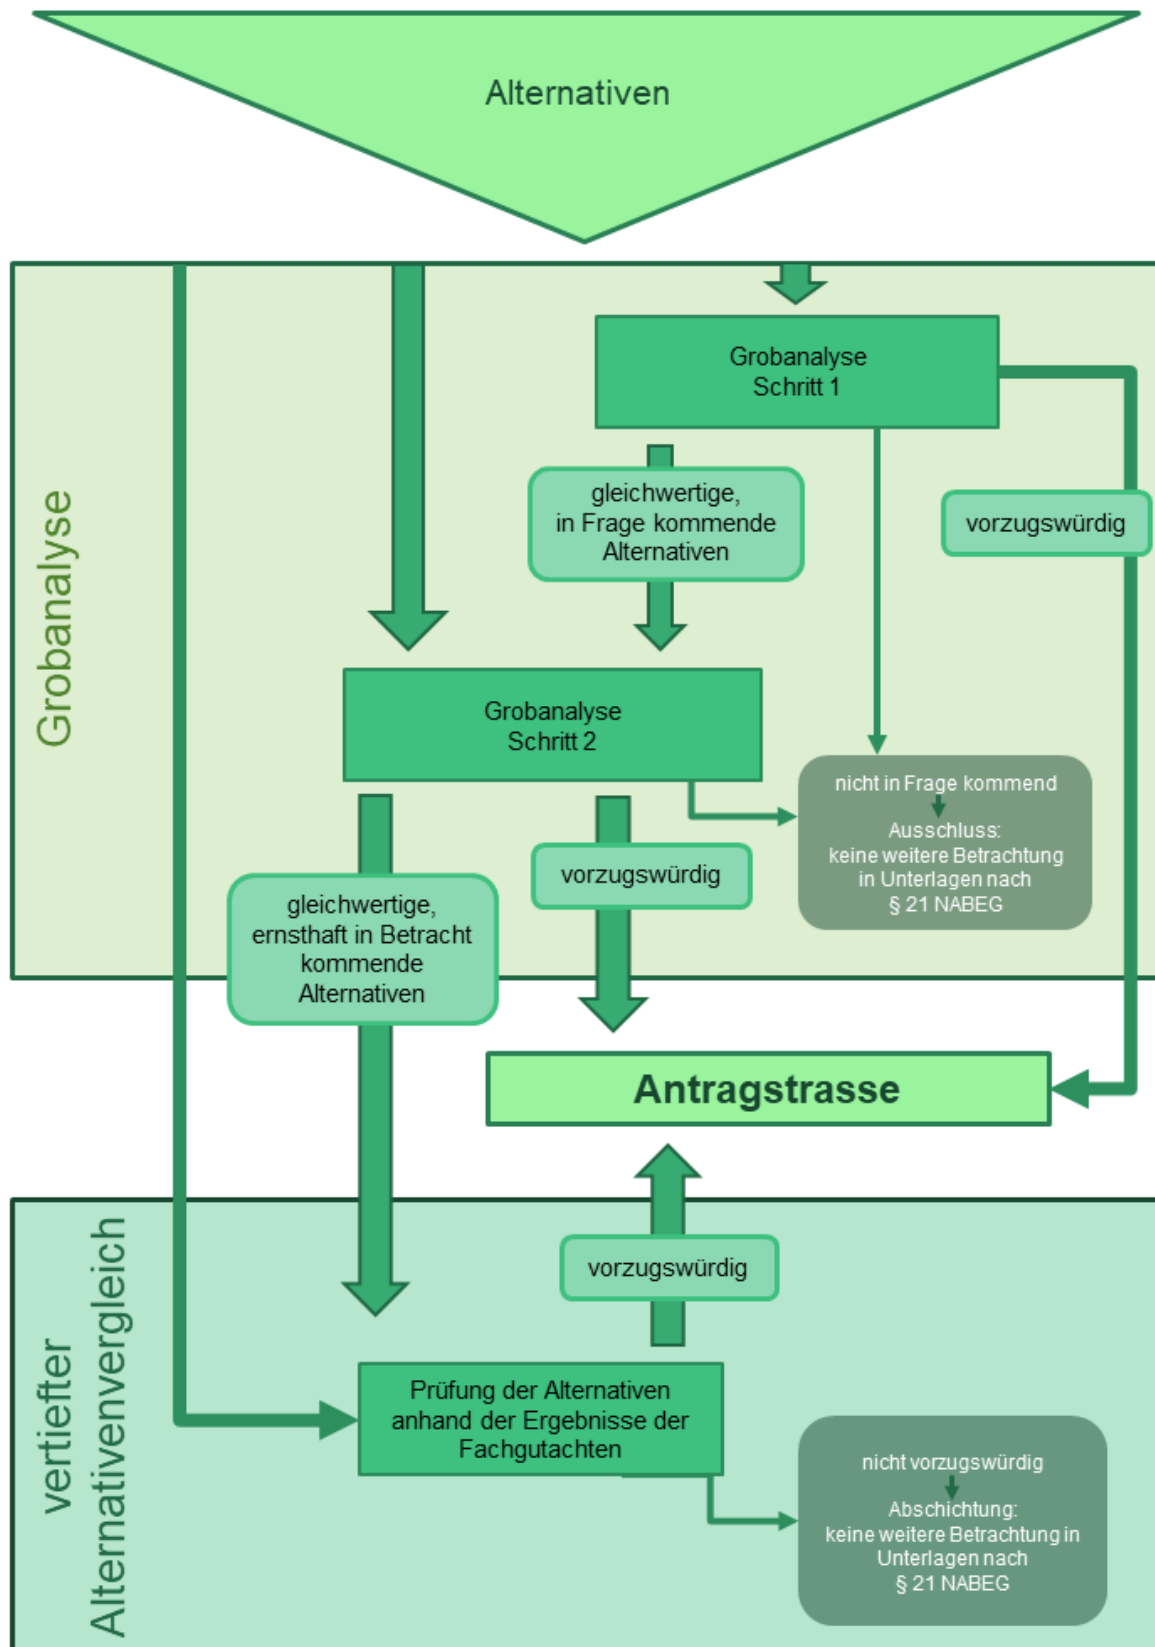 Alternativen
Grobanalyse
Grobanalyse
Schritt 1
gleichwertige,
in Frage kommende
Alternativen
vorzugswürdig
Grobanalyse
Schritt 2
nicht in Frage kommend
Ausschluss:
keine weitere Betrachtung
in Unterlagen nach
§ 21 NABEG
vorzugswürdig
gleichwertige,
ernsthaft in Betracht
kommende
Alternativen
Antragstrasse
vertiefter
Alternativenvergleich
vorzugswürdig
Prüfung der Alternativen
anhand der Ergebnisse der
Fachgutachten
nicht vorzugswürdig
Abschichtung:
keine weitere Betrachtung in
Unterlagen nach
§ 21 NABEG